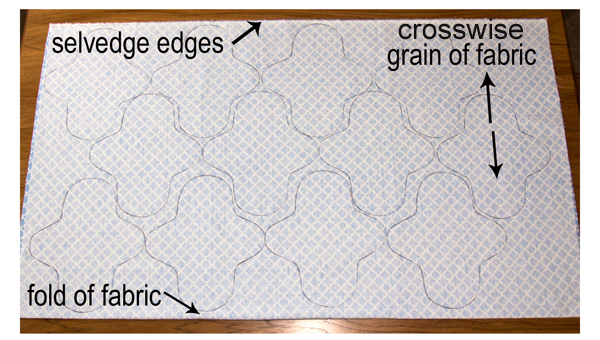 selvedge edges
crosswise
grain of fabric
fold of fabric